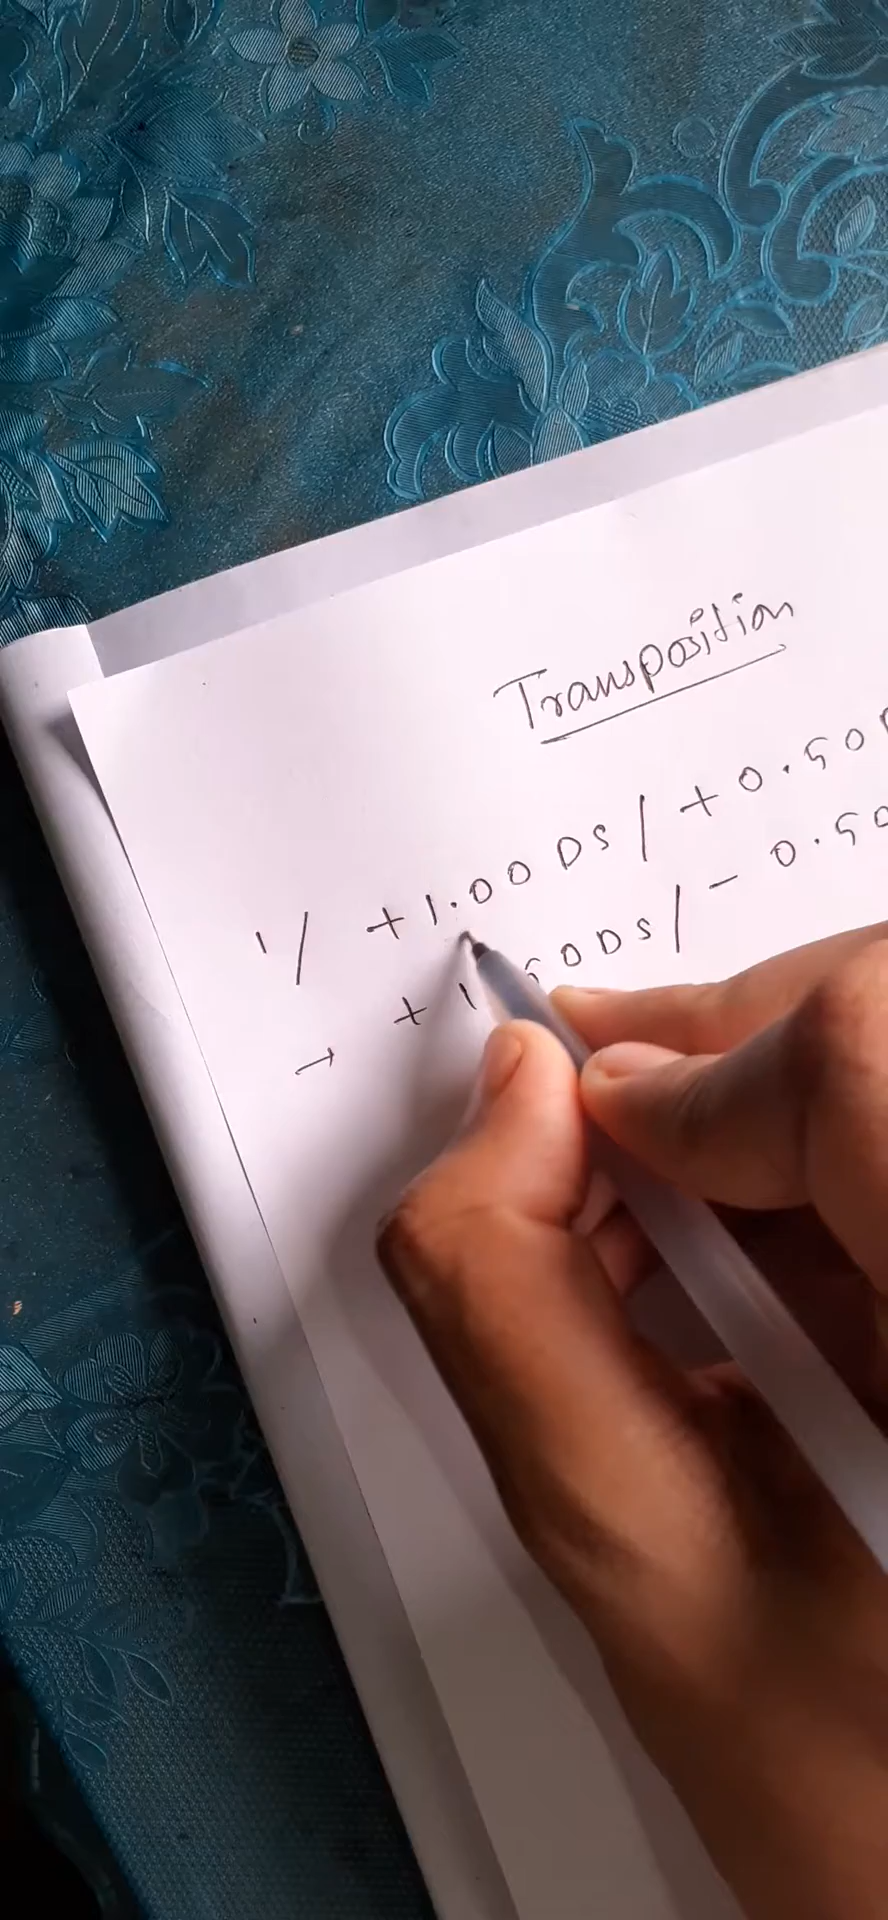 Transposition
1/ +1.00 DS / + 0.50
→ + 1.50 DS / - 0.50